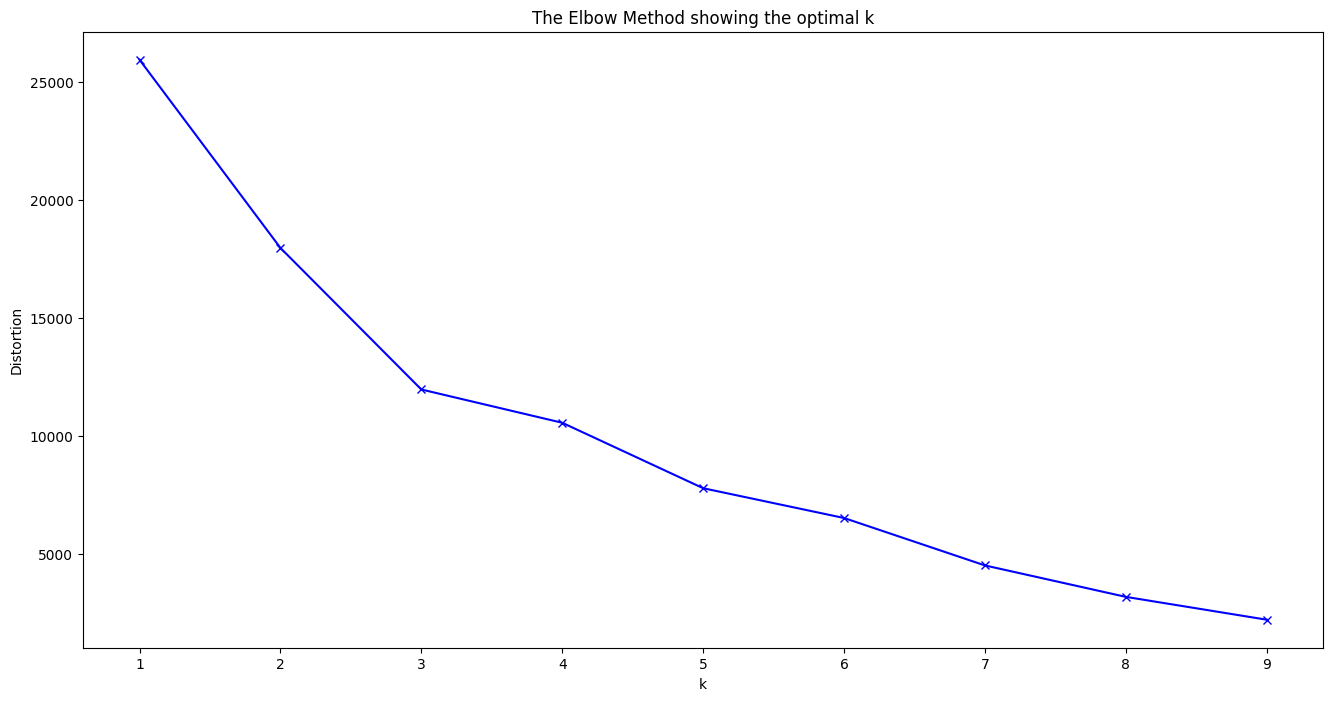 The Elbow Method showing the optimal k
25000
20000
15000
10000
5000
Distortion
1 2 3 4 5 6 7 8 9
k